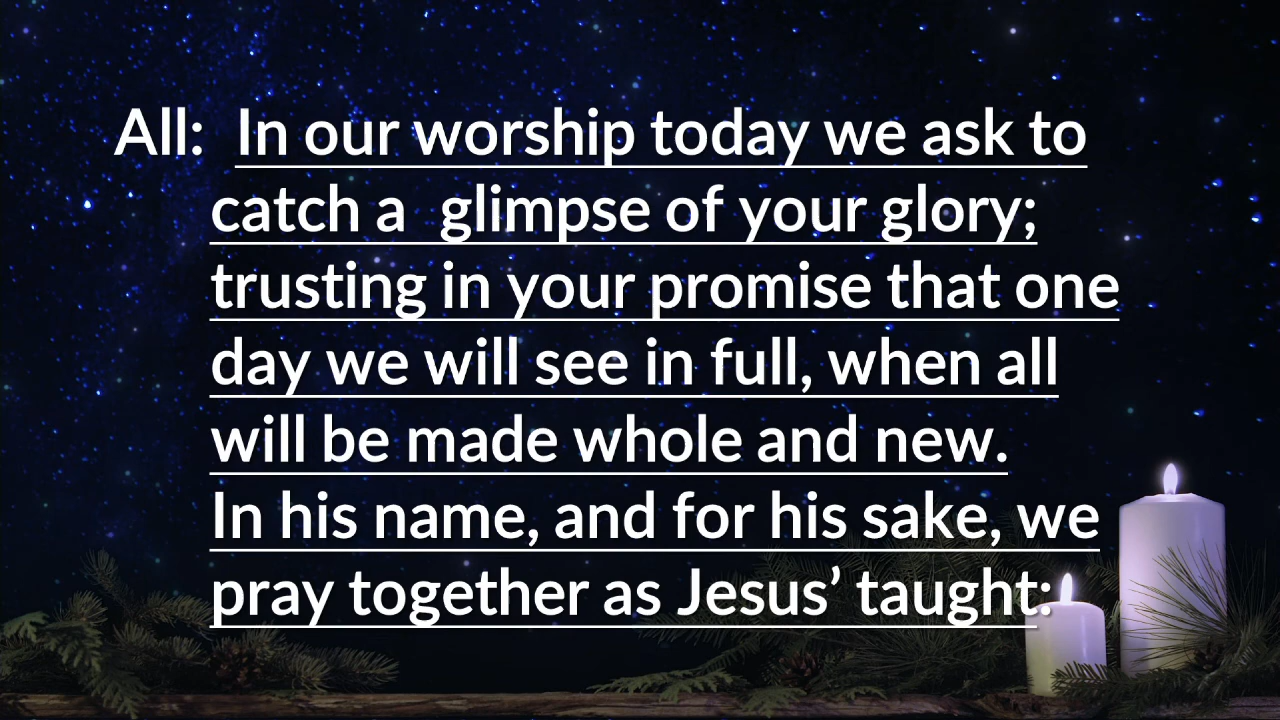 All: In our worship today we ask to
catch a  glimpse of your glory;
trusting in your promise that one
day we will see in full, when all
will be made whole and new.
In his name, and for his sake, we
pray together as Jesus’ taught: